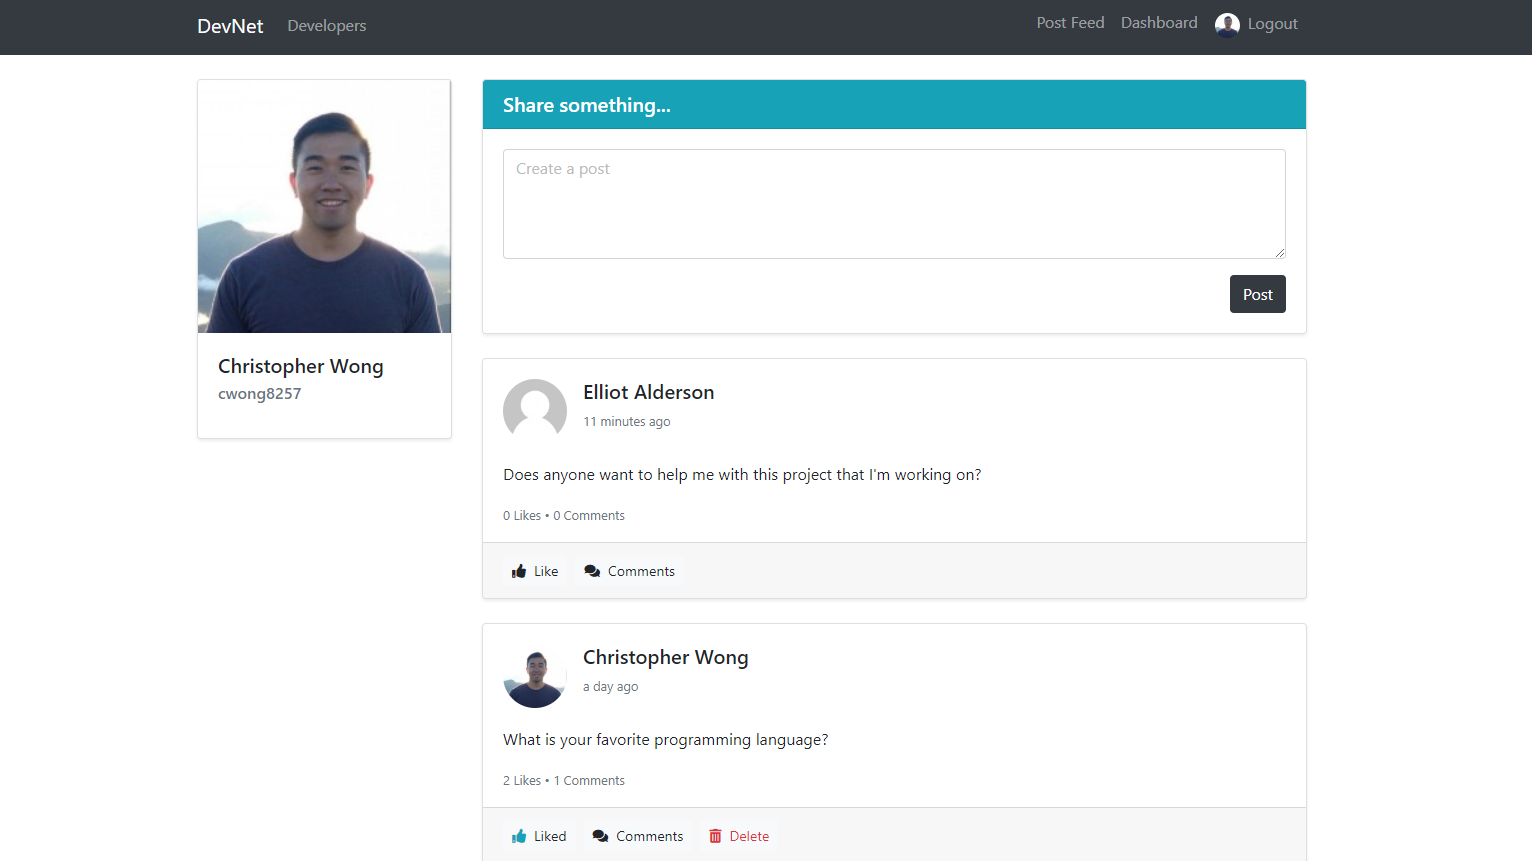 DevNet Developers Post Feed Dashboard Logout
Christopher Wong
cwong8257
Share something...
Create a post
Post
Elliot Alderson
11 minutes ago
Does anyone want to help me with this project that I'm working on?
0 Likes • 0 Comments
Like Comments
Christopher Wong
a day ago
What is your favorite programming language?
2 Likes • 1 Comments
Liked Comments Delete